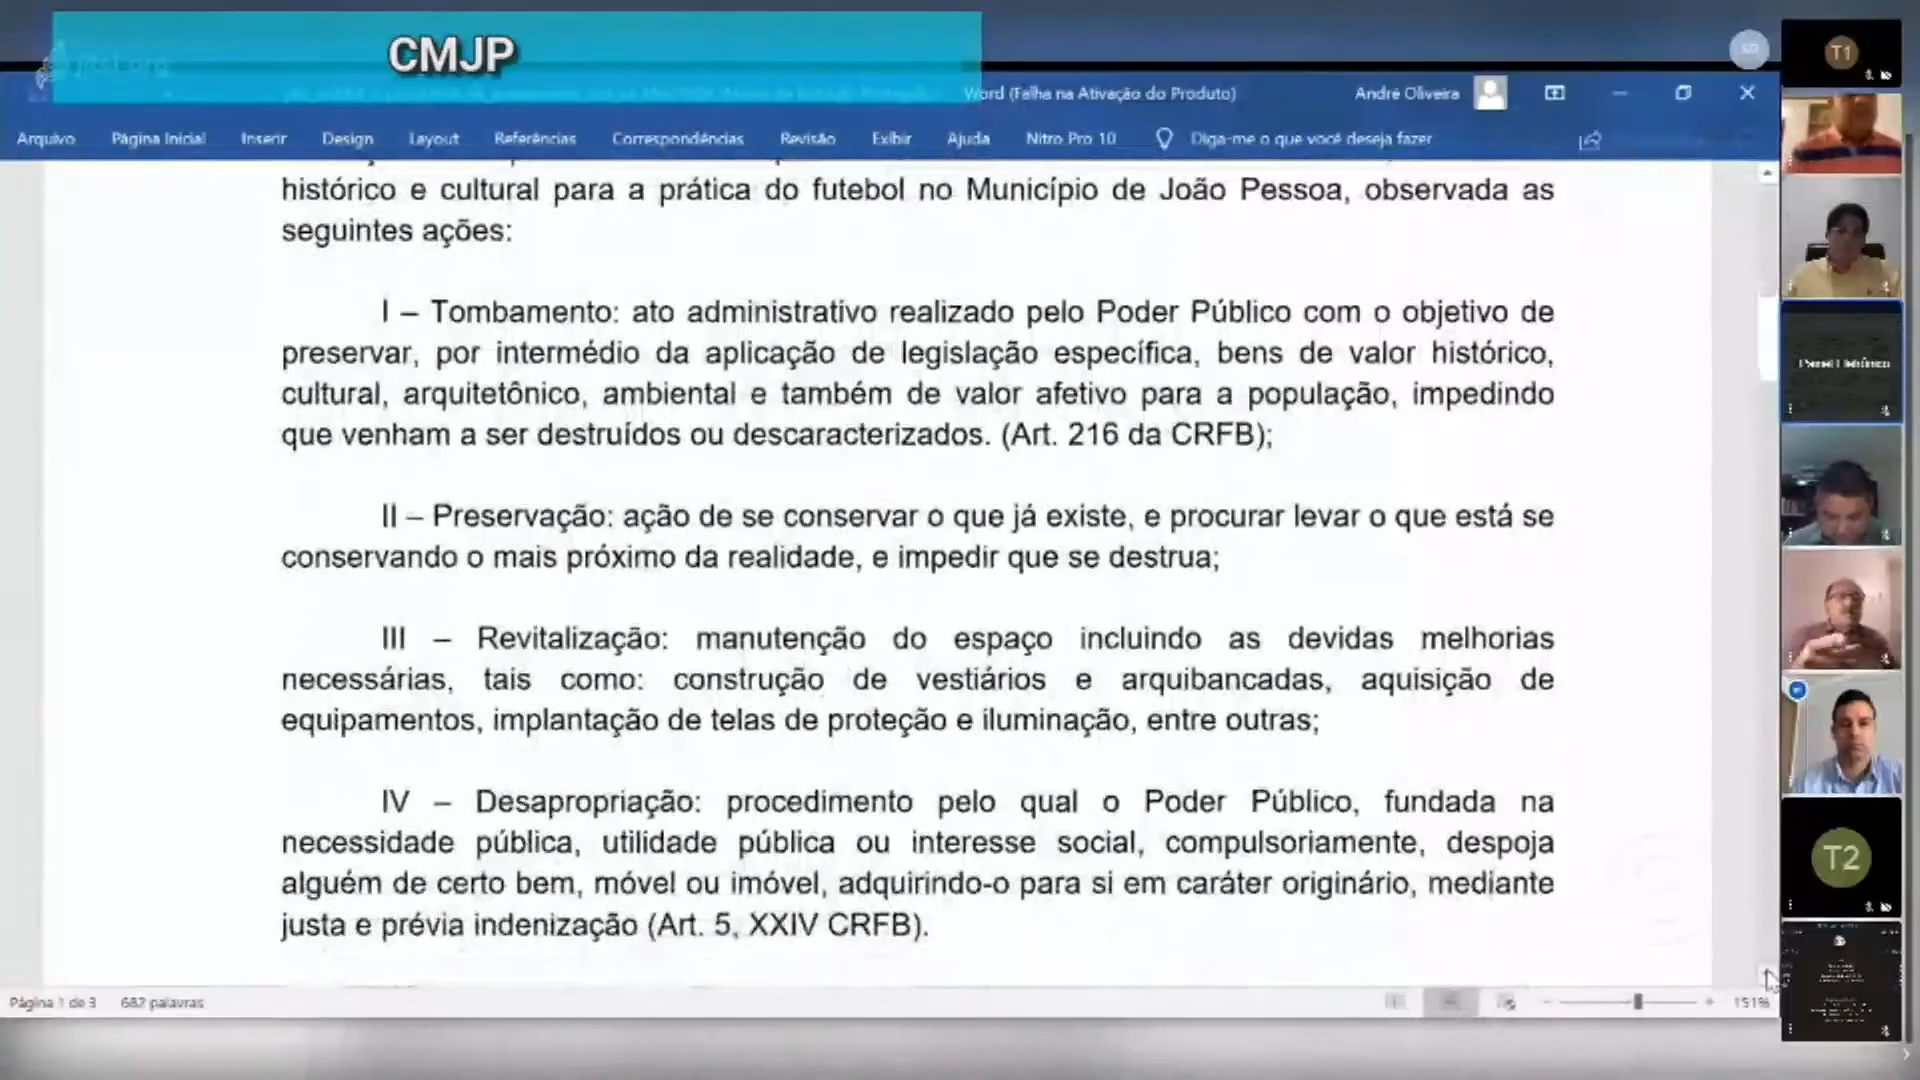 CMJP
Word (Falha na Ativação do Produto)
André Oliveira
Arquivo
Página Inicial
Inserir
Design
Layout
Referências
Correspondências
Revisão
Exibir
Ajuda
Nitro Pro 10
Diga-me o que você deseja fazer
histórico e cultural para a prática do futebol no Município de João Pessoa, observada as
seguintes ações:
I – Tombamento: ato administrativo realizado pelo Poder Público com o objetivo de
preservar, por intermédio da aplicação de legislação específica, bens de valor histórico,
cultural, arquitetônico, ambiental e também de valor afetivo para a população, impedindo
que venham a ser destruídos ou descaracterizados. (Art. 216 da CRFB);
II – Preservação: ação de se conservar o que já existe, e procurar levar o que está se
conservando o mais próximo da realidade, e impedir que se destrua;
III – Revitalização: manutenção do espaço incluindo as devidas melhorias
necessárias, tais como: construção de vestiários e arquibancadas, aquisição de
equipamentos, implantação de telas de proteção e iluminação, entre outras;
IV – Desapropriação: procedimento pelo qual o Poder Público, fundada na
necessidade pública, utilidade pública ou interesse social, compulsoriamente, despoja
alguém de certo bem, móvel ou imóvel, adquirindo-o para si em caráter originário, mediante
justa e prévia indenização (Art. 5, XXIV CRFB).
Página 1 de 3
682 palavras
151%
T1
Painel Eletrônico
T2